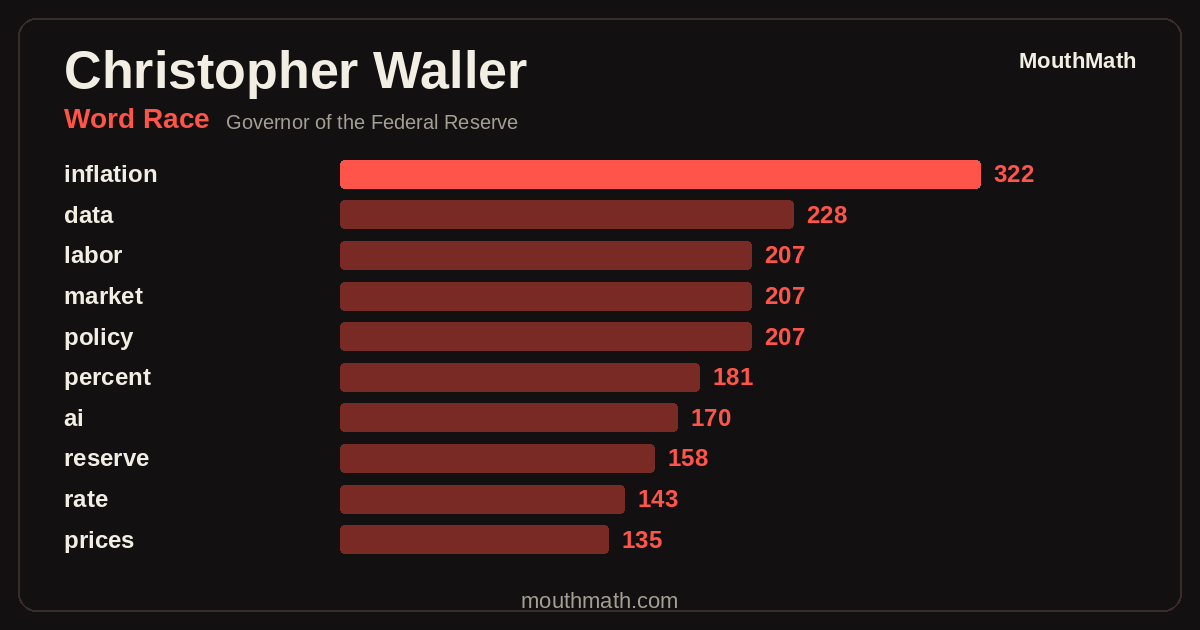 Christopher Waller
MouthMath
Word Race Governor of the Federal Reserve
inflation 322
data 228
labor 207
market 207
policy 207
percent 181
ai 170
reserve 158
rate 143
prices 135
mouthmath.com